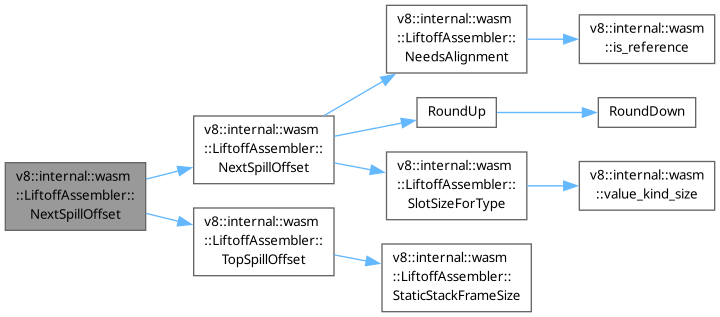 v8::internal::wasm
::LiftoffAssembler::
NextSpillOffset
v8::internal::wasm
::LiftoffAssembler::
NextSpillOffset
v8::internal::wasm
::LiftoffAssembler::
NeedsAlignment
v8::internal::wasm
::is_reference
RoundUp
RoundDown
v8::internal::wasm
::LiftoffAssembler::
SlotSizeForType
v8::internal::wasm
::value_kind_size
v8::internal::wasm
::LiftoffAssembler::
TopSpillOffset
v8::internal::wasm
::LiftoffAssembler::
StaticStackFrameSize